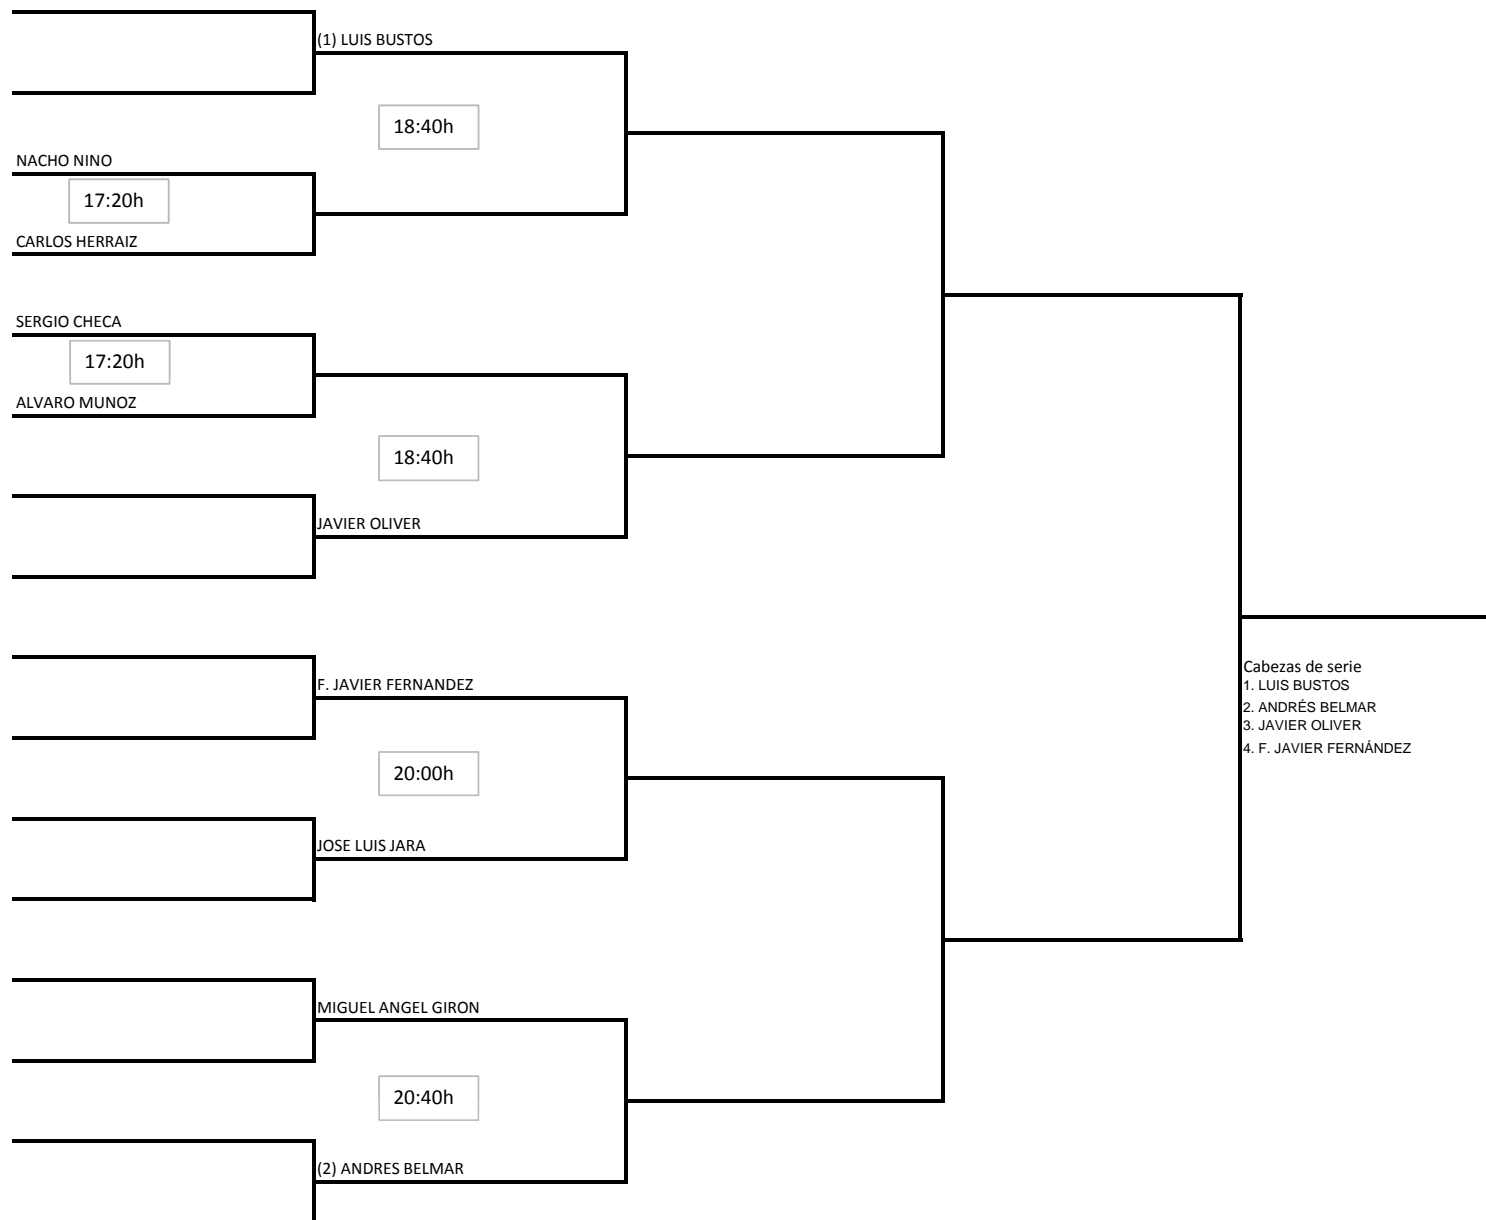 (1) LUIS BUSTOS
18:40h
NACHO NINO
17:20h
CARLOS HERRAIZ
SERGIO CHECA
17:20h
ALVARO MUNOZ
18:40h
JAVIER OLIVER
F. JAVIER FERNANDEZ
20:00h
JOSE LUIS JARA
MIGUEL ANGEL GIRON
20:40h
(2) ANDRES BELMAR
Cabezas de serie
1. LUIS BUSTOS
2. ANDRÉS BELMAR
3. JAVIER OLIVER
4. F. JAVIER FERNÁNDEZ